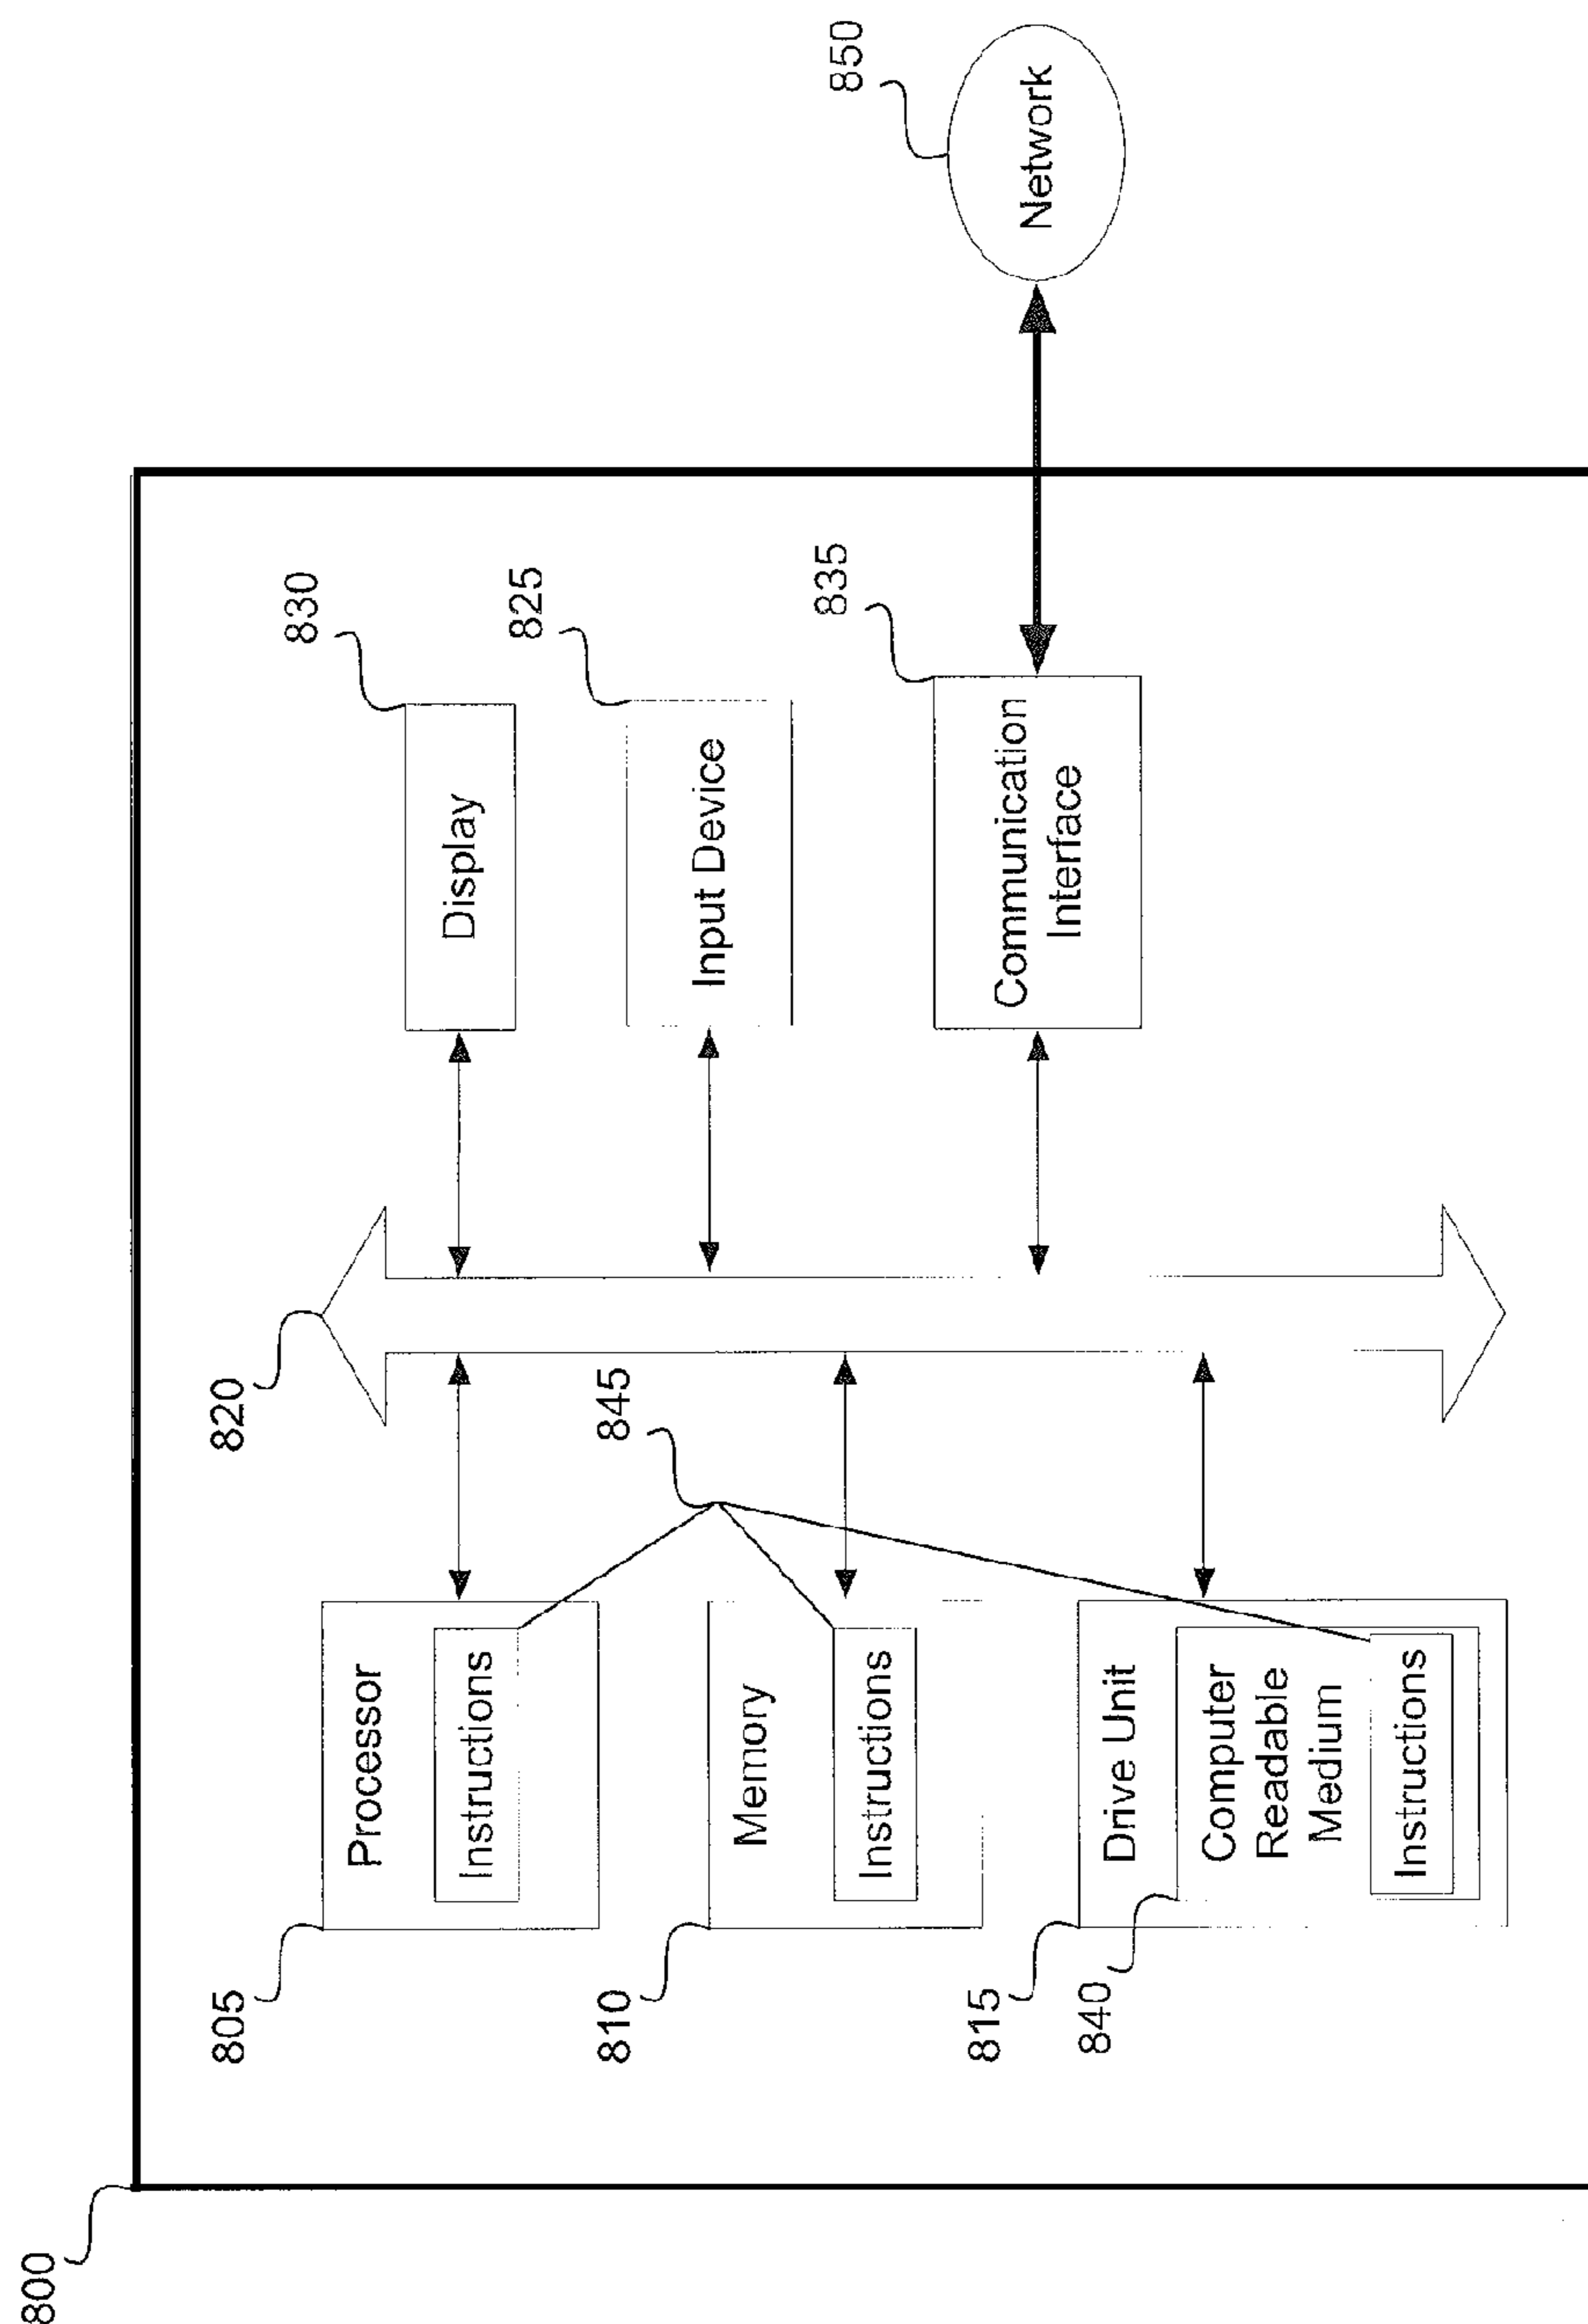 800
805
Processor
Instructions
820
830
Display
845
810
Memory
Instructions
825
Input Device
815
840
Drive Unit
Computer
Readable
Medium
Instructions
835
Communication
Interface
850
Network